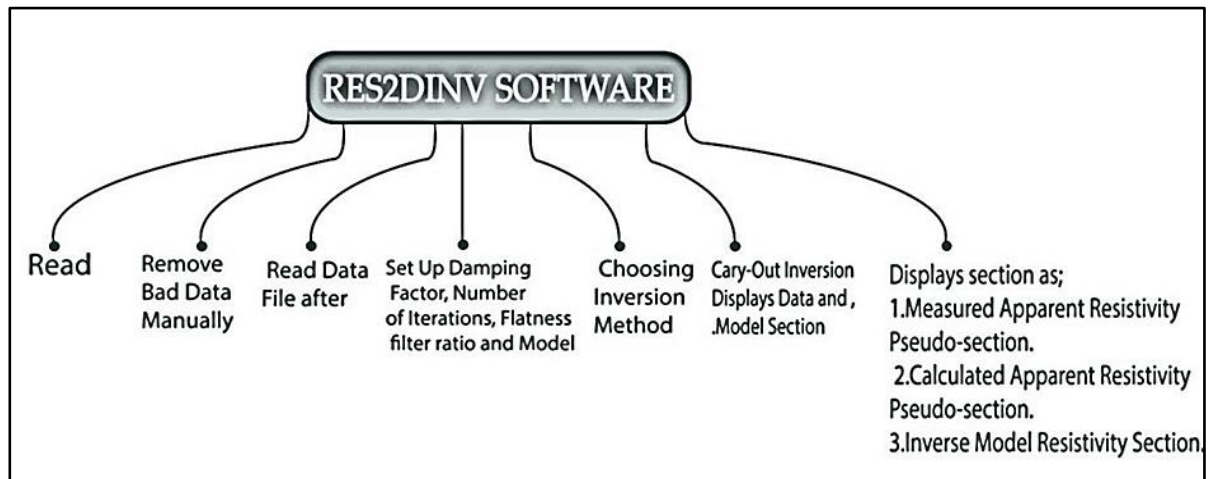 RES2DINV SOFTWARE
Read
Remove
Bad Data
Manually
Read Data
File after
Set Up Damping
Factor, Number
of Iterations, Flatness
filter ratio and Model
Choosing
Inversion
Method
Cary-Out Inversion
Displays Data and ,
.Model Section
Displays section as;
1.Measured Apparent Resistivity
Pseudo-section.
2.Calculated Apparent Resistivity
Pseudo-section.
3.Inverse Model Resistivity Section.